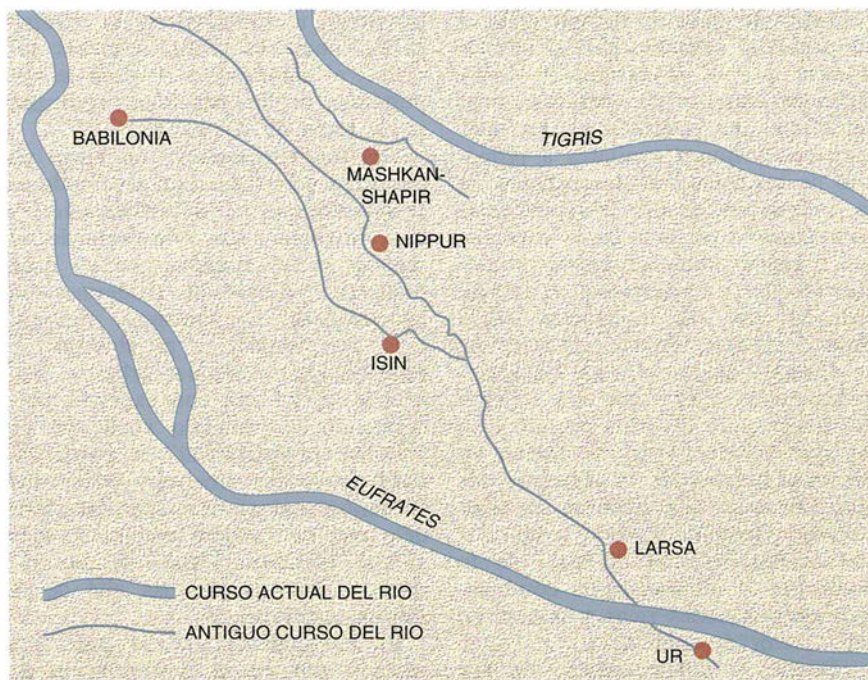 TIGRIS
BABILONIA
MASHKAN-
SHAPIR
NIPPUR
ISIN
EUFRATES
LARSA
CURSO ACTUAL DEL RIO
ANTIGUO CURSO DEL RIO
UR